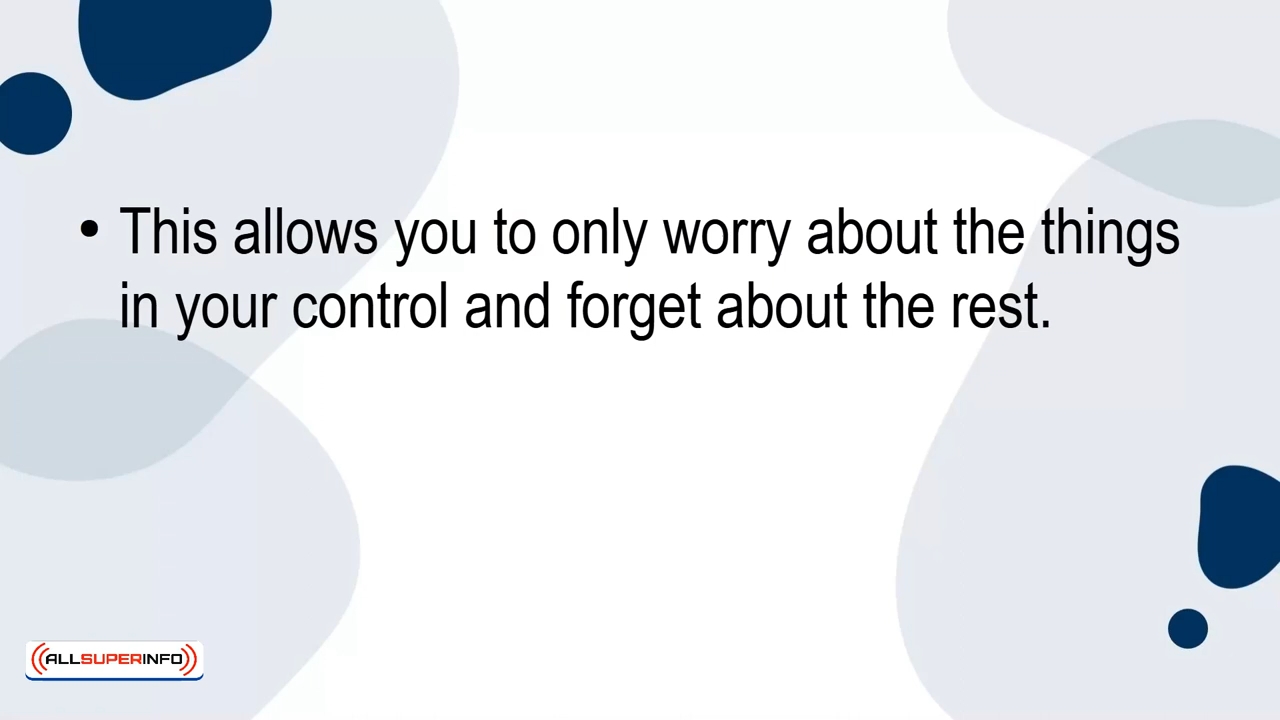 • This allows you to only worry about the things
in your control and forget about the rest.
ALLSUPERINFO